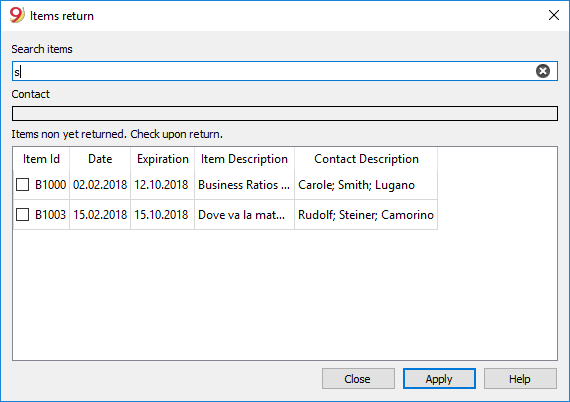 9 Items return
Search items
s
Contact
Items non yet returned. Check upon return.
Item Id Date Expiration Item Description Contact Description
B1000 02.02.2018 12.10.2018 Business Ratios ... Carole; Smith; Lugano
B1003 15.02.2018 15.10.2018 Dove va la mat... Rudolf; Steiner; Camorino
Close Apply Help